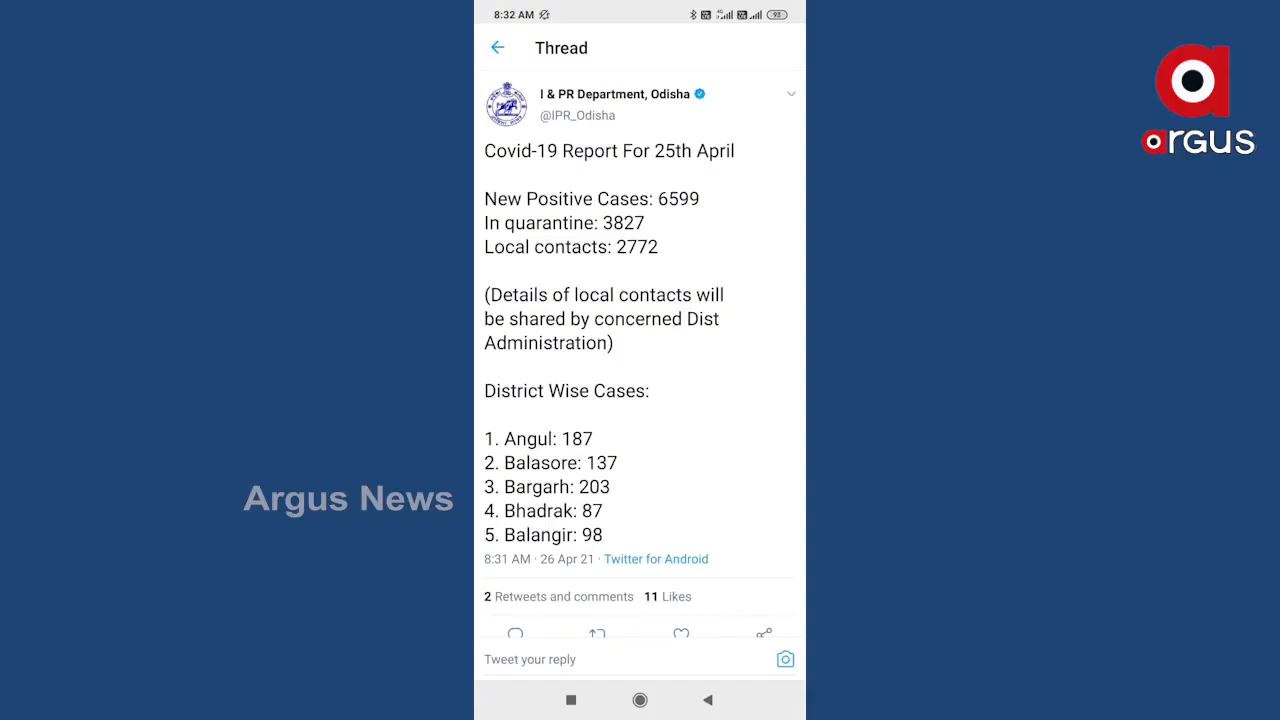 8:32 AM
93
Thread
I & PR Department, Odisha
@IPR_Odisha
Covid-19 Report For 25th April
New Positive Cases: 6599
In quarantine: 3827
Local contacts: 2772
(Details of local contacts will
be shared by concerned Dist
Administration)
District Wise Cases:
1. Angul: 187
2. Balasore: 137
3. Bargarh: 203
4. Bhadrak: 87
5. Balangir: 98
8:31 AM · 26 Apr 21 · Twitter for Android
2 Retweets and comments 11 Likes
Tweet your reply
argus
Argus News